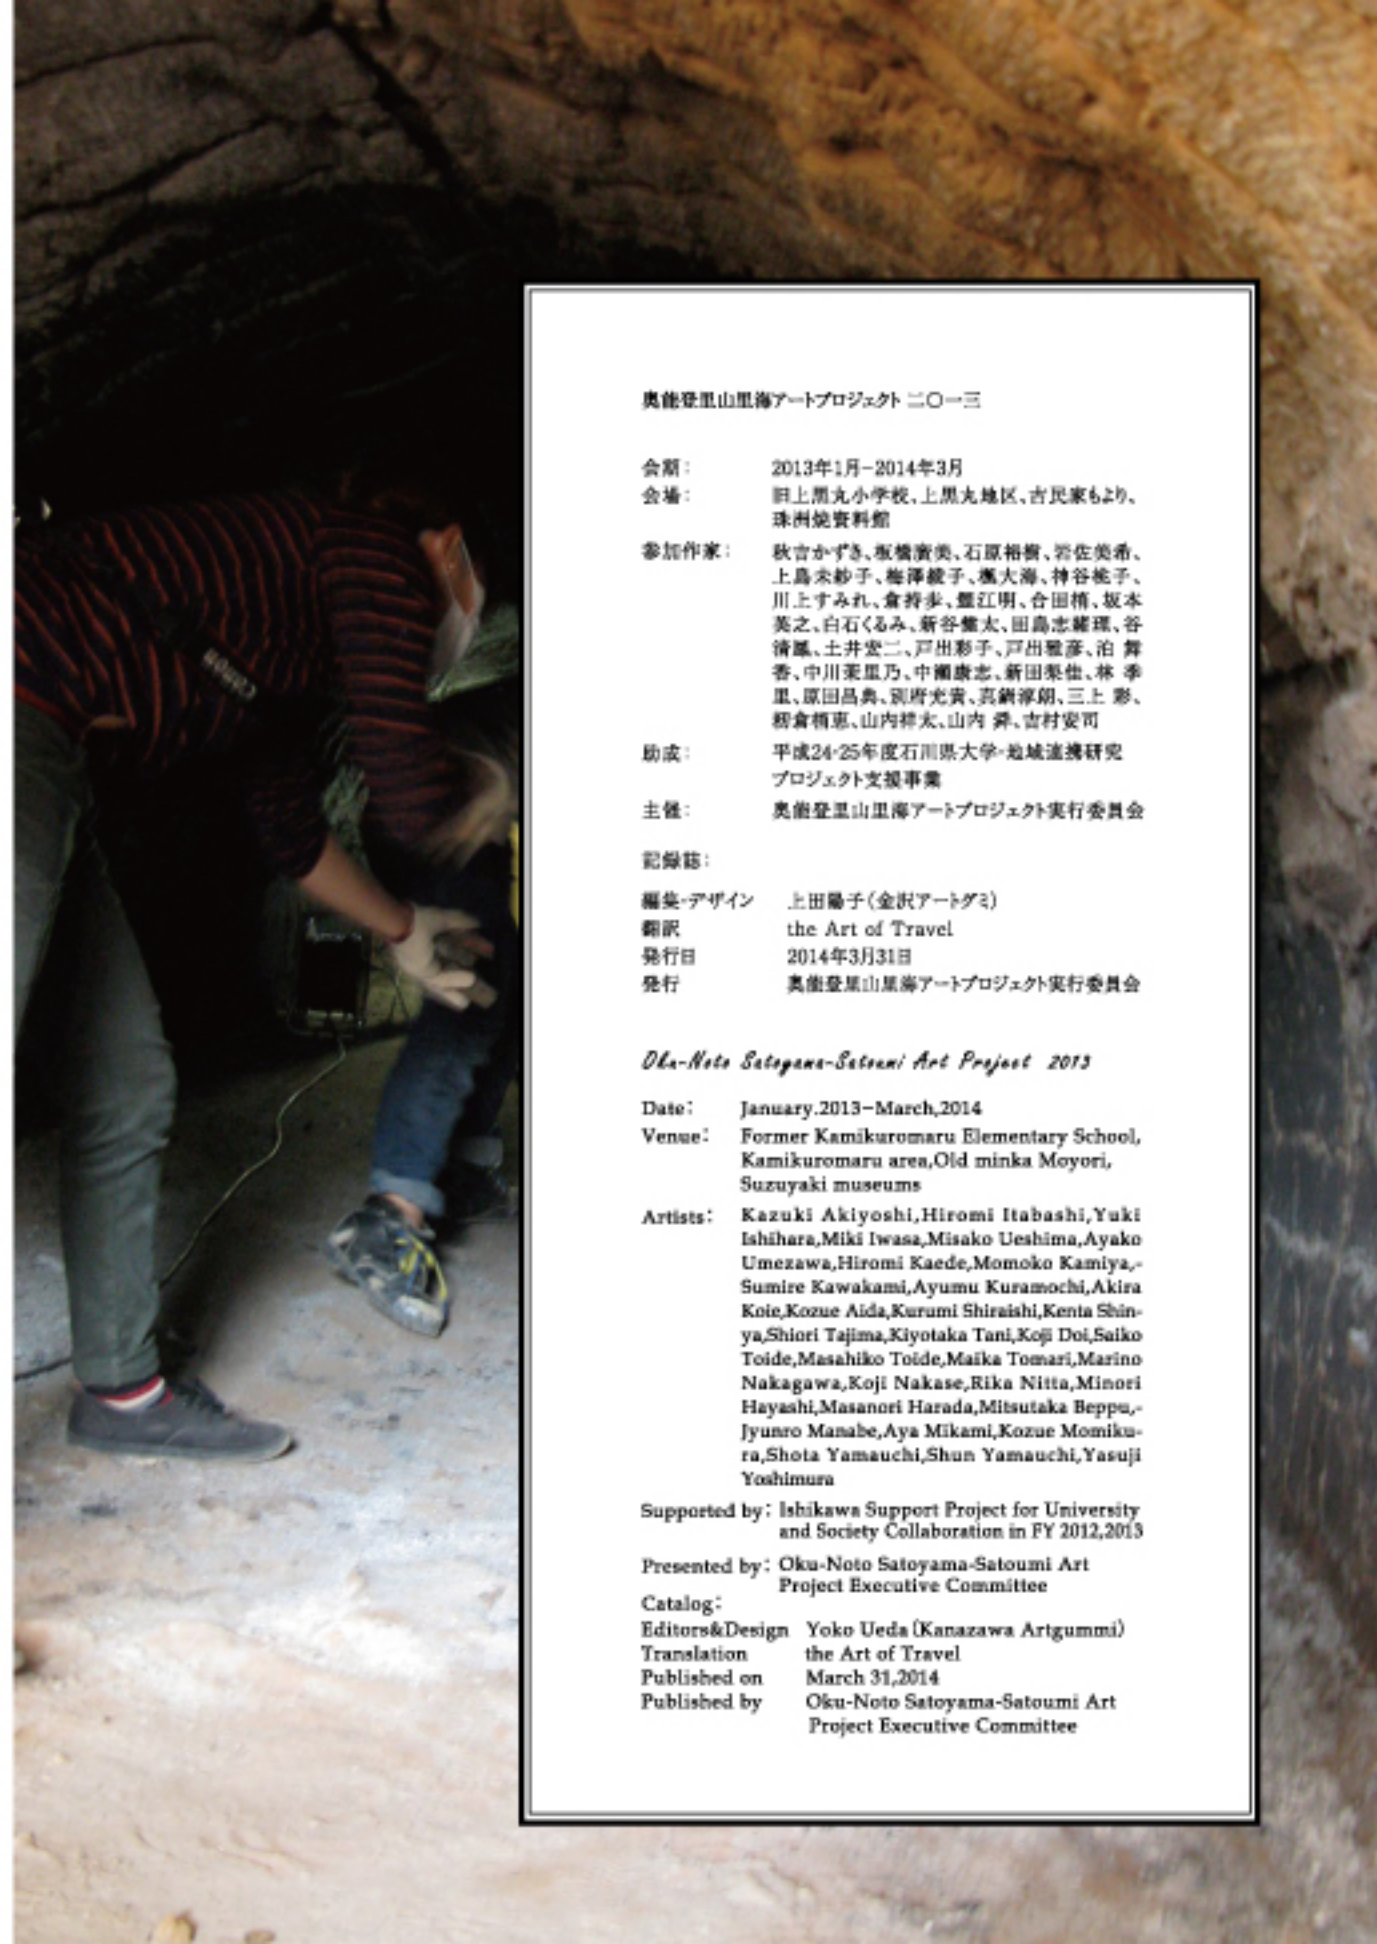 奥能登里山里海アートプロジェクト 二〇一三
会期： 2013年1月-2014年3月
会場： 旧上黒丸小学校、上黒丸地区、古民家もより、
珠洲焼資料館
参加作家： 秋吉かずき、板橋廣美、石原裕樹、岩佐美希、
上島未紗子、梅澤綾子、楓大海、神谷桃子、
川上すみれ、倉持歩、鯉江明、合田梢、坂本
英之、白石くるみ、新谷健太、田島志緒理、谷
清鳳、土井宏二、戸出彩子、戸出雅彦、泊 舞
香、中川茉里乃、中瀬康志、新田梨佳、林 季
里、原田昌典、別府充貴、真鍋淳朗、三上 彩、
籾倉梢恵、山内祥太、山内 舜、吉村安司
助成： 平成24・25年度石川県大学・地域連携研究
プロジェクト支援事業
主催： 奥能登里山里海アートプロジェクト実行委員会
記録誌：
編集・デザイン 上田陽子（金沢アートグミ）
翻訳 the Art of Travel
発行日 2014年3月31日
発行 奥能登里山里海アートプロジェクト実行委員会
Oku-Noto Satoyama-Satoumi Art Project 2013
Date： January.2013-March,2014
Venue： Former Kamikuromaru Elementary School,
Kamikuromaru area,Old minka Moyori,
Suzuyaki museums
Artists： Kazuki Akiyoshi,Hiromi Itabashi,Yuki
Ishihara,Miki Iwasa,Misako Ueshima,Ayako
Umezawa,Hiromi Kaede,Momoko Kamiya,-
Sumire Kawakami,Ayumu Kuramochi,Akira
Koie,Kozue Aida,Kurumi Shiraishi,Kenta Shin-
ya,Shiori Tajima,Kiyotaka Tani,Koji Doi,Saiko
Toide,Masahiko Toide,Maika Tomari,Marino
Nakagawa,Koji Nakase,Rika Nitta,Minori
Hayashi,Masanori Harada,Mitsutaka Beppu,-
Jyunro Manabe,Aya Mikami,Kozue Momiku-
ra,Shota Yamauchi,Shun Yamauchi,Yasuji
Yoshimura
Supported by： Ishikawa Support Project for University
and Society Collaboration in FY 2012,2013
Presented by： Oku-Noto Satoyama-Satoumi Art
Project Executive Committee
Catalog：
Editors&Design Yoko Ueda（Kanazawa Artgummi）
Translation the Art of Travel
Published on March 31,2014
Published by Oku-Noto Satoyama-Satoumi Art
Project Executive Committee